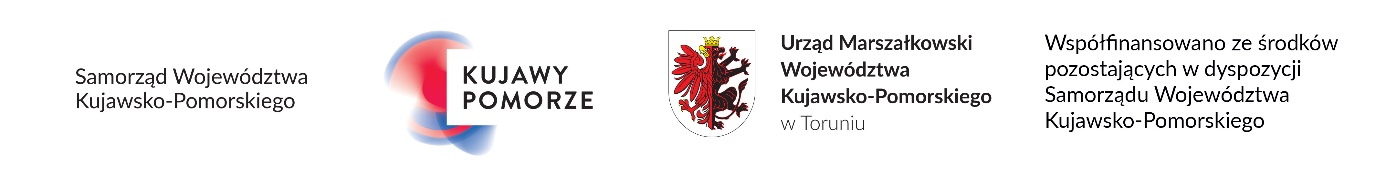 Samorząd Województwa
Kujawsko-Pomorskiego
KUJAWY
POMORZE
Urząd Marszałkowski
Województwa
Kujawsko-Pomorskiego
w Toruniu
Współfinansowano ze środków
pozostających w dyspozycji
Samorządu Województwa
Kujawsko-Pomorskiego